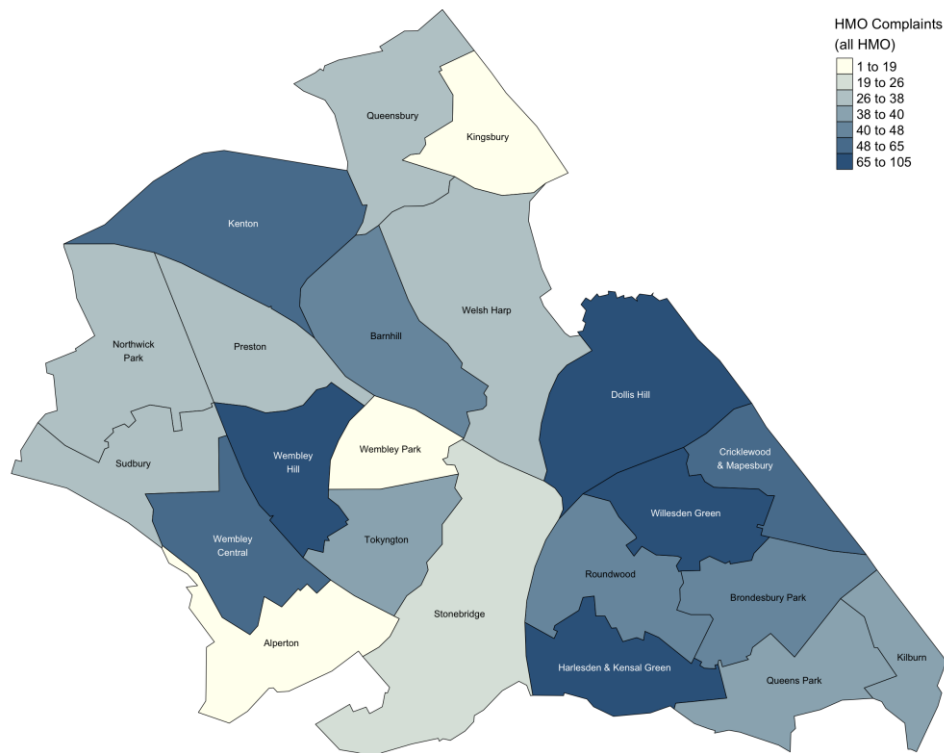 HMO Complaints
(all HMO)
1 to 19
19 to 26
26 to 38
38 to 40
40 to 48
48 to 65
65 to 105
Queensbury
Kingsbury
Kenton
Welsh Harp
Barnhill
Northwick
Park
Preston
Dollis Hill
Wembley Park
Cricklewood
& Mapesbury
Wembley
Hill
Sudbury
Willesden Green
Wembley
Central
Tokyngton
Roundwood
Brondesbury Park
Stonebridge
Alperton
Kilburn
Harlesden & Kensal Green
Queens Park